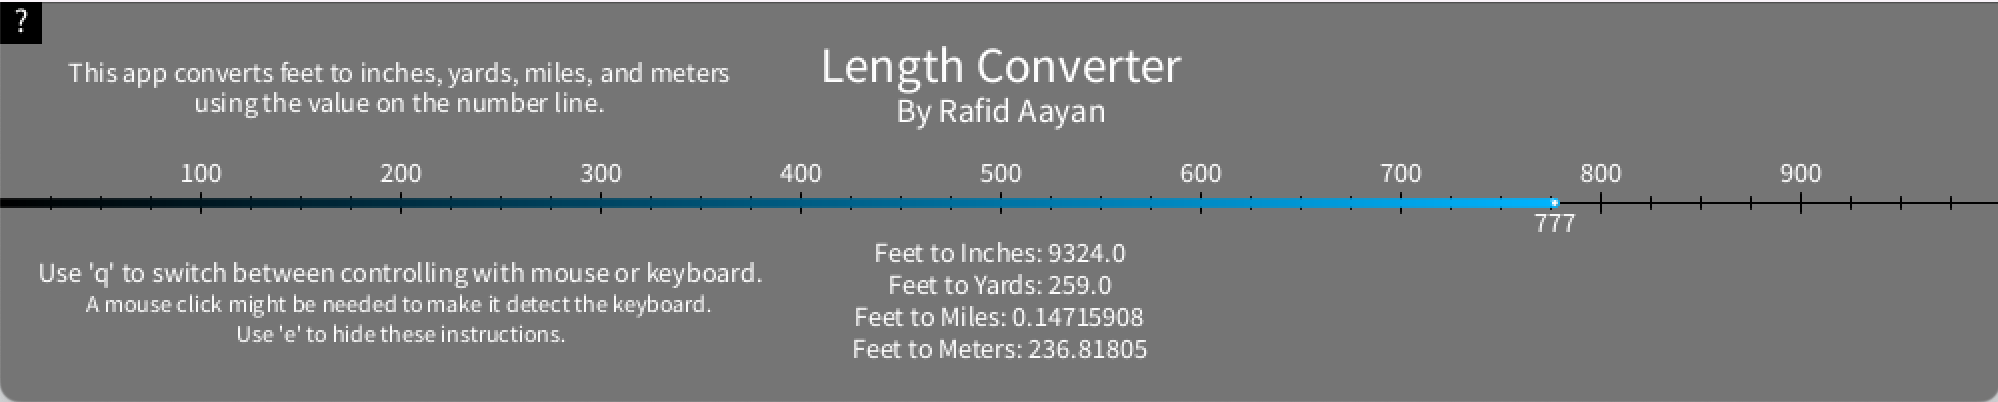 ?
This app converts feet to inches, yards, miles, and meters
using the value on the number line.
Length Converter
By Rafid Aayan
100 200 300 400 500 600 700 800 900
777
Use 'q' to switch between controlling with mouse or keyboard.
A mouse click might be needed to make it detect the keyboard.
Use 'e' to hide these instructions.
Feet to Inches: 9324.0
Feet to Yards: 259.0
Feet to Miles: 0.14715908
Feet to Meters: 236.81805